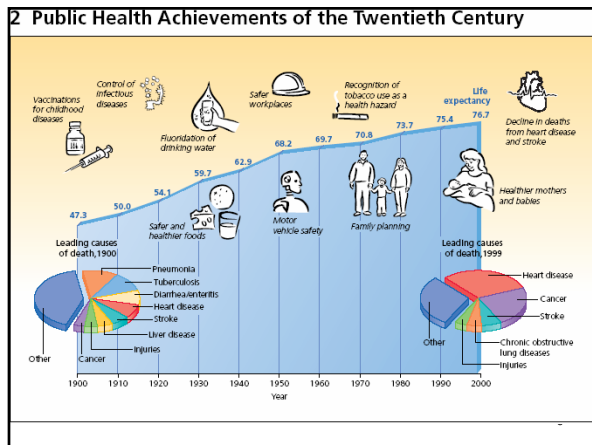 2 Public Health Achievements of the Twentieth Century
Vaccinations
for childhood
diseases
Control of
infectious
diseases
Fluoridation of
drinking water
Safer
workplaces
Recognition of
tobacco use as a
health hazard
Life
expectancy
Decline in deaths
from heart disease
and stroke
47.3
50.0
54.1
59.7
62.9
68.2
69.7
70.8
73.7
75.4
76.7
Safer and
healthier foods
Motor
vehicle safety
Family planning
Healthier mothers
and babies
Leading causes
of death, 1900
Pneumonia
Tuberculosis
Diarrhea/enteritis
Heart disease
Stroke
Liver disease
Injuries
Cancer
Other
Leading causes
of death, 1999
Heart disease
Cancer
Stroke
Chronic obstructive
lung diseases
Injuries
Other
1900
1910
1920
1930
1940
1950
1960
1970
1980
1990
2000
Year